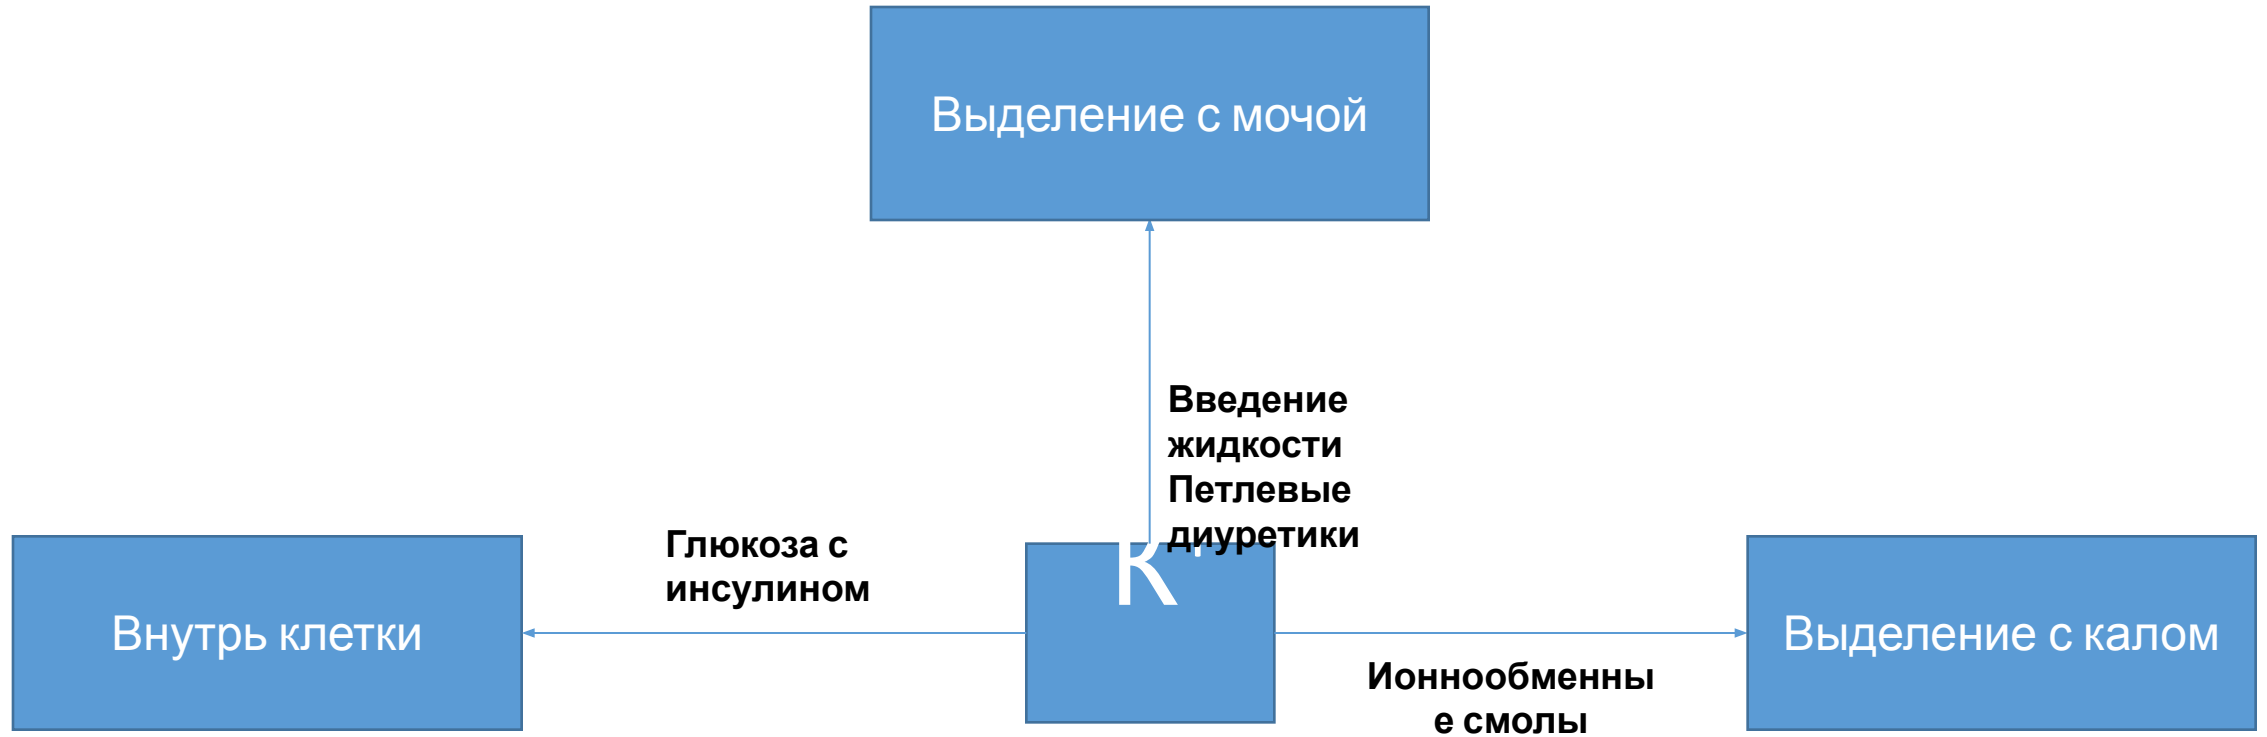 Выделение с мочой
Введение
жидкости
Петлевые
диуретики
Глюкоза с
инсулином
К⁺
Внутрь клетки
Выделение с калом
Ионнообменны
е смолы